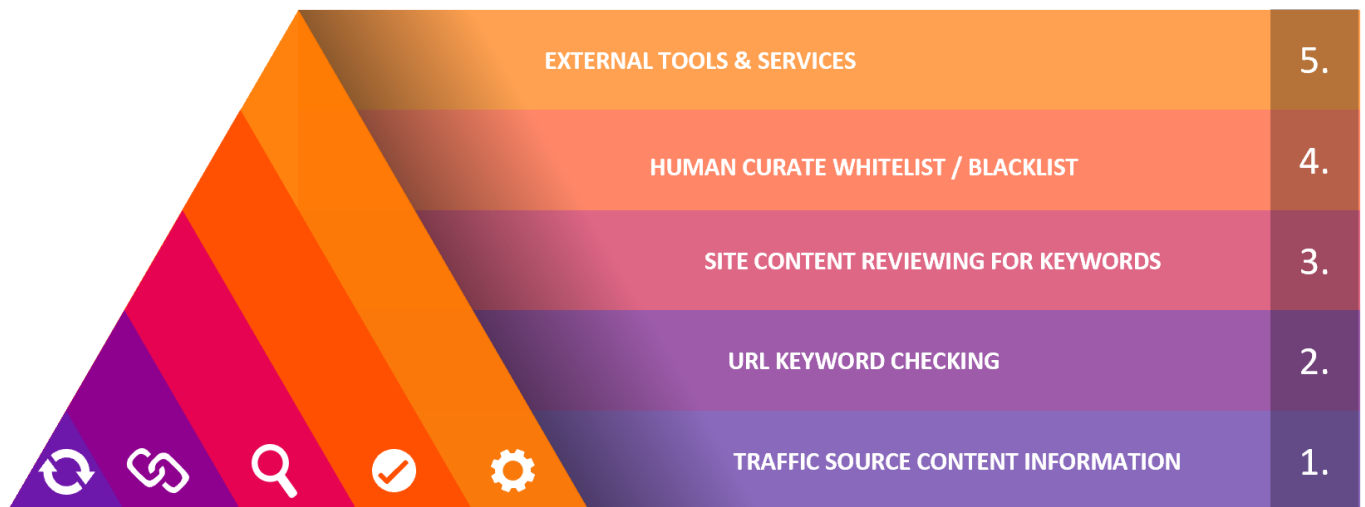 EXTERNAL TOOLS & SERVICES 5.
HUMAN CURATE WHITELIST / BLACKLIST 4.
SITE CONTENT REVIEWING FOR KEYWORDS 3.
URL KEYWORD CHECKING 2.
TRAFFIC SOURCE CONTENT INFORMATION 1.